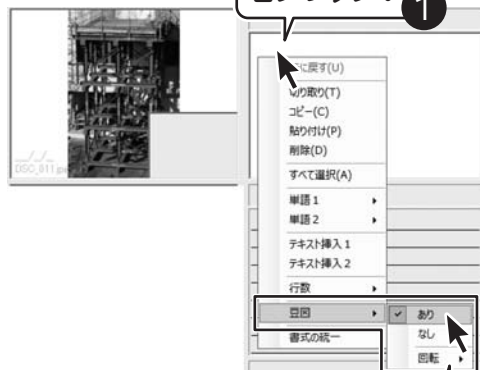 1
元に戻す(U)
切り取り(T)
コピー(C)
貼り付け(P)
削除(D)
すべて選択(A)
単語 1
単語 2
テキスト挿入 1
テキスト挿入 2
行数
豆図
あり
書式の統一
なし
回転